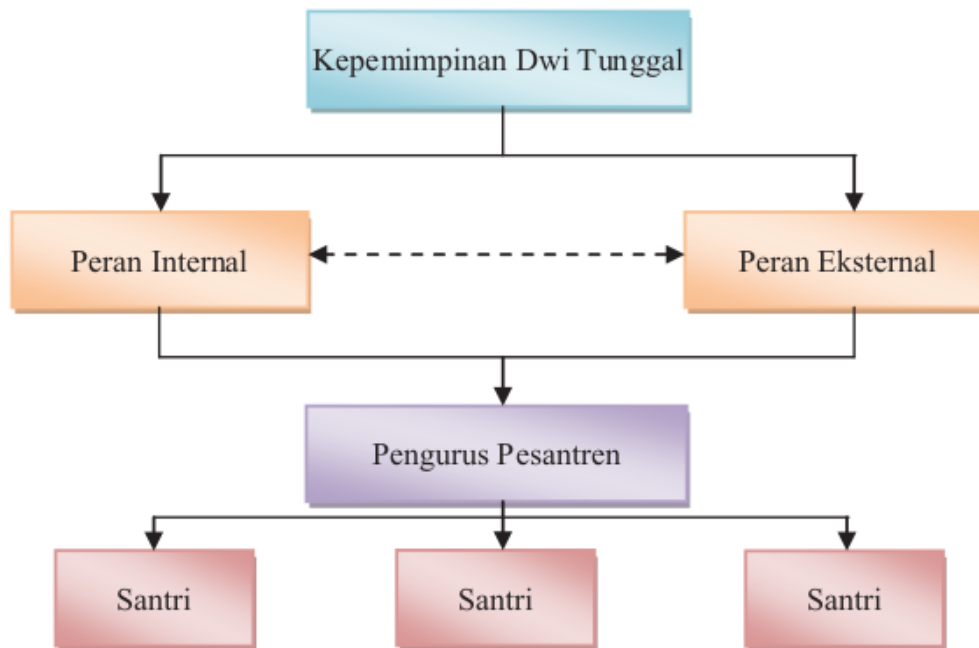 Kepemimpinan Dwi Tunggal
Peran Internal
Peran Eksternal
Pengurus Pesantren
Santri
Santri
Santri